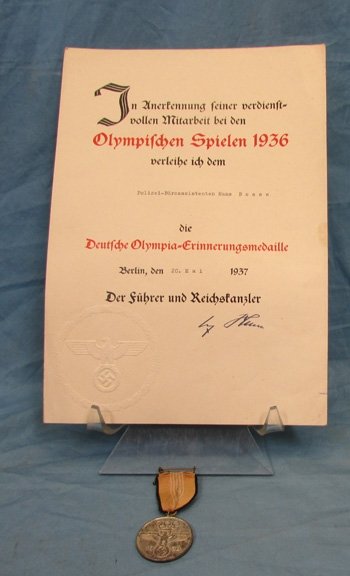 In Anerkennung seiner verdienst-
vollen Mitarbeit bei den
Olympischen Spielen 1936
verleihe ich dem
Polizei-Büroassistenten Hans
die
Deutsche Olympia-Erinnerungsmedaille
Berlin, den 20. Mai 1937
Der Führer und Reichskanzler